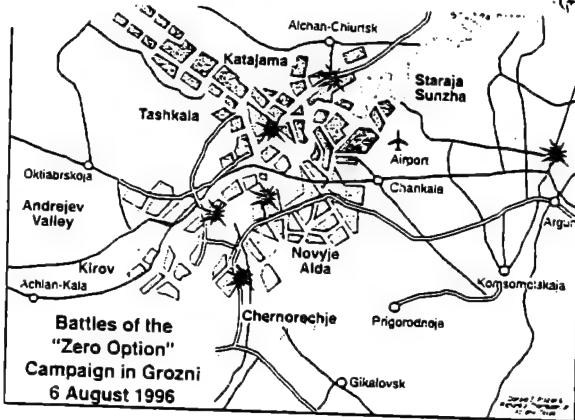 Alchan-Chiurtsk
Katajama
Staraja
Sunzha
Tashkala
Airport
Oktiabrskoja
Chankala
Andrejev
Valley
Argun
Novyje
Alda
Kirov
Komsomolskaja
Achlan-Kala
Chernorechje
Prigorodnoje
Battles of the
"Zero Option"
Campaign in Grozni
6 August 1996
Gikalovsk